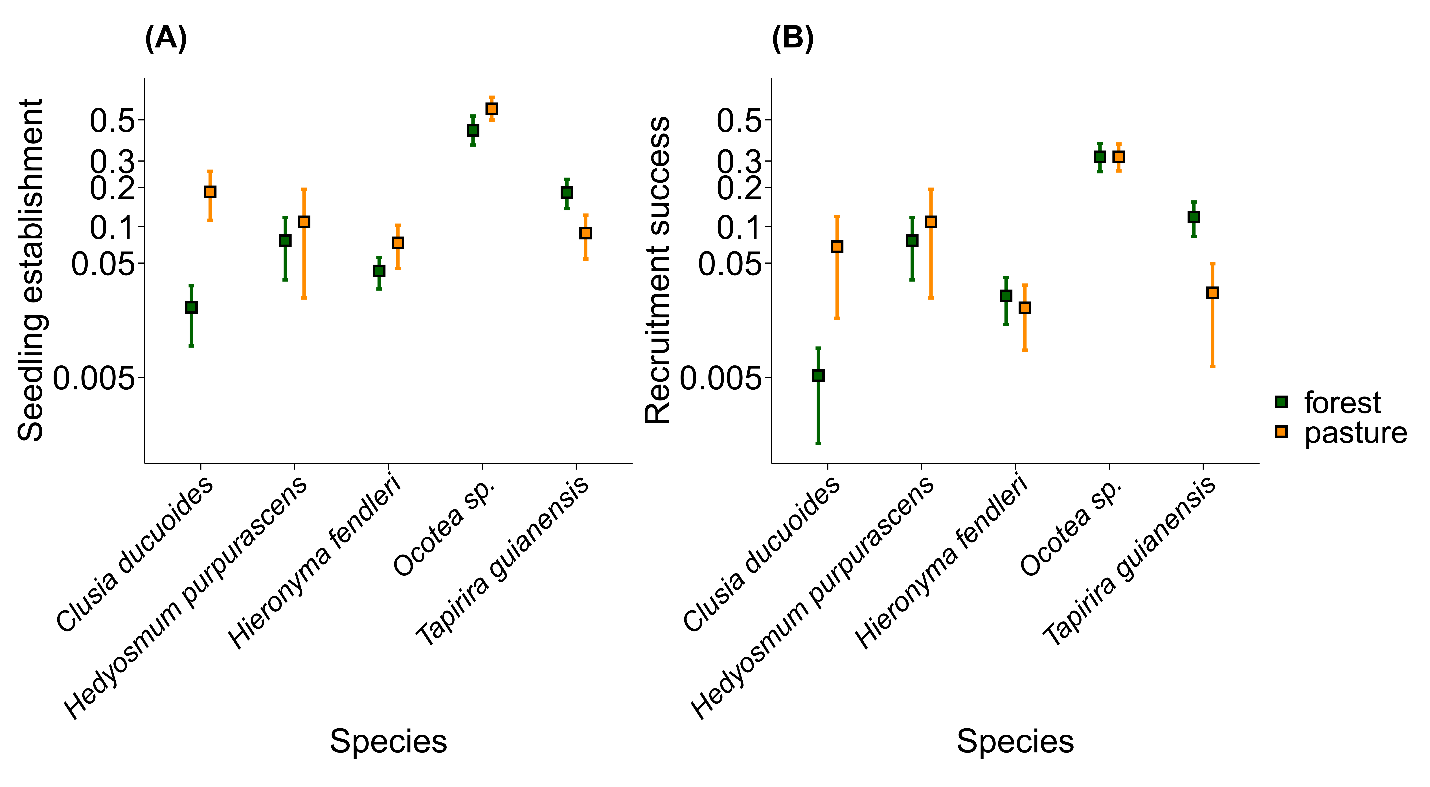 (A)
Seedling establishment
0.5
0.3
0.2
0.1
0.05
0.005
Clusia ducuoides
Hedyosmum purpurascens
Hieronyma fendleri
Ocotea sp.
Tapirira guianensis
Species
(B)
Recruitment success
0.5
0.3
0.2
0.1
0.05
0.005
Clusia ducuoides
Hedyosmum purpurascens
Hieronyma fendleri
Ocotea sp.
Tapirira guianensis
Species
forest
pasture